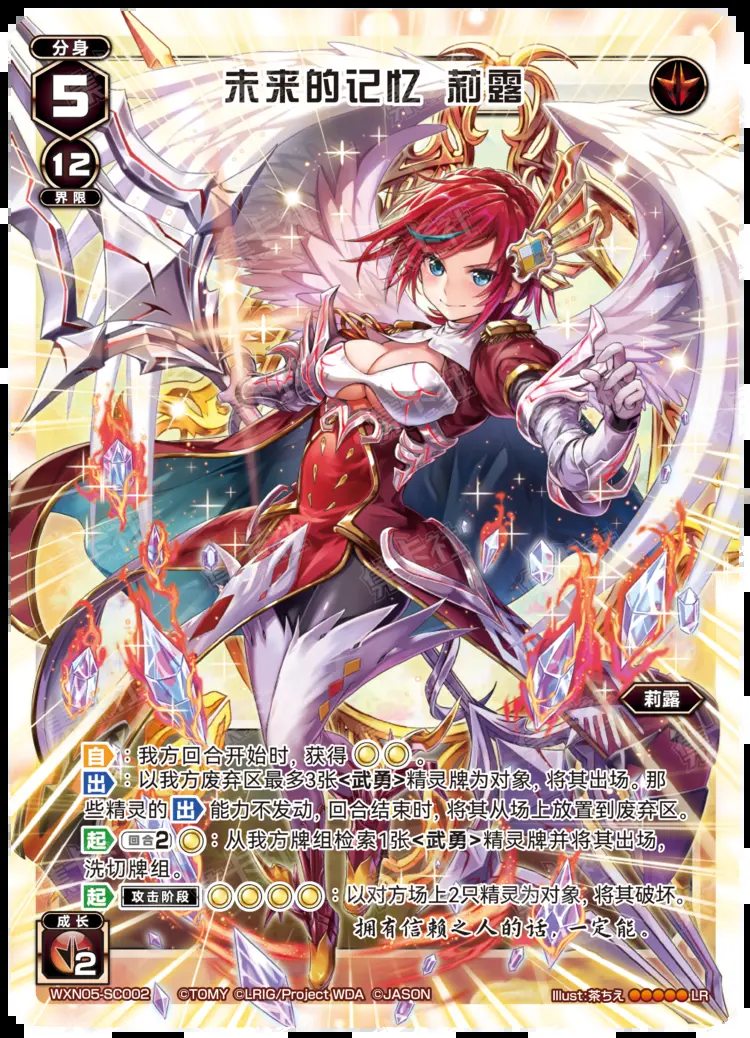 分身
5
未来的记忆 莉露
12
界限
莉露
自：我方回合开始时，获得。
出：以我方废弃区最多3张<武勇>精灵牌为对象，将其出场。那
些精灵的 出 能力不发动，回合结束时，将其从场上放置到废弃区。
起 回合2：从我方牌组检索1张<武勇>精灵牌并将其出场，
洗切牌组。
起 攻击阶段：以对方场上2只精灵为对象，将其破坏。
拥有信赖之人的话，一定能。
成长
2
WXN05-SC002 ©TOMY ©LRIG/Project WDA ©JASON
Illust:茶ちえ LR